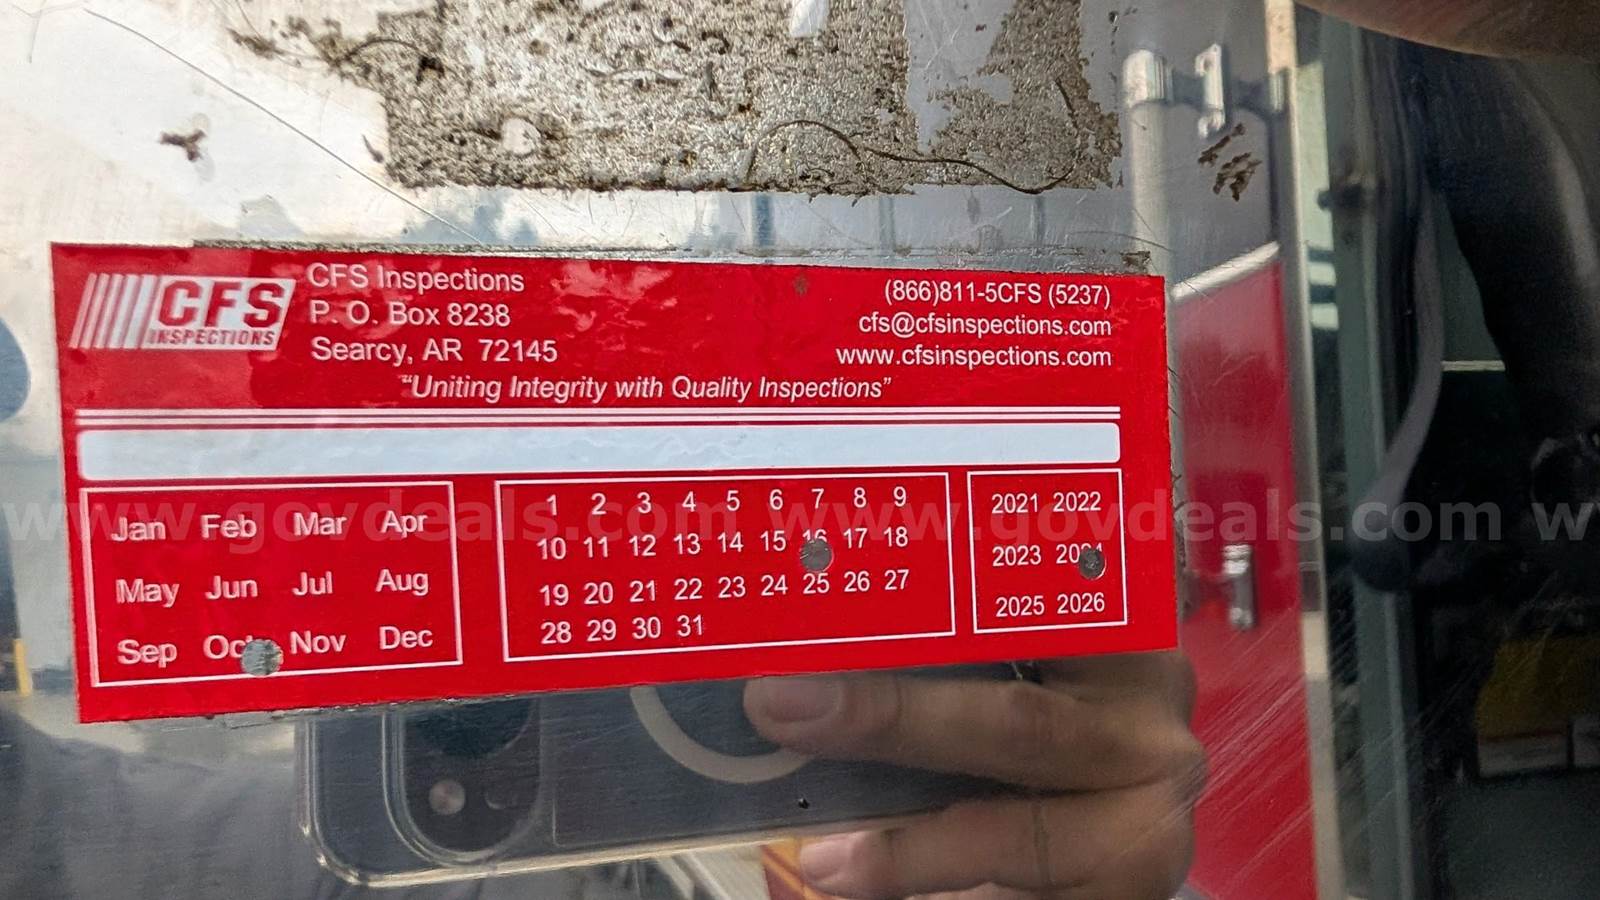 CFS
INSPECTIONS
CFS Inspections
P. O. Box 8238
Searcy, AR 72145
(866)811-5CFS (5237)
cfs@cfsinspections.com
www.cfsinspections.com
"Uniting Integrity with Quality Inspections"
Jan Feb Mar Apr
May Jun Jul Aug
Sep Oct Nov Dec
1 2 3 4 5 6 7 8 9
10 11 12 13 14 15 16 17 18
19 20 21 22 23 24 25 26 27
28 29 30 31
2021 2022
2023 2024
2025 2026
www.govdeals.com www.govdeals.com w